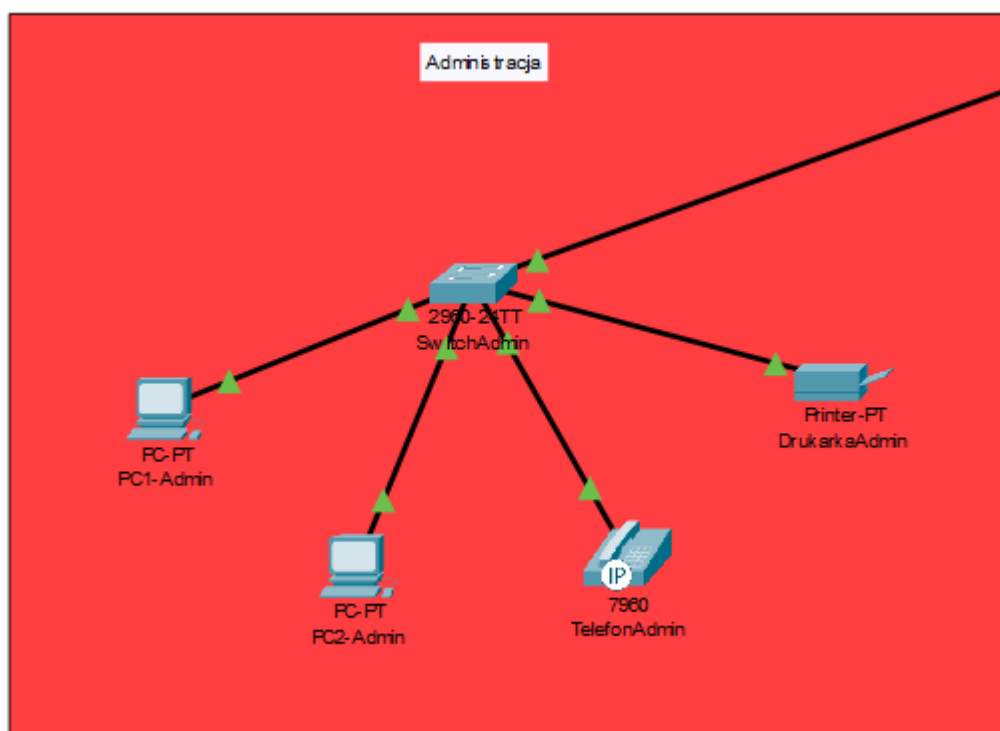 Administracja
2960-24TT
SwitchAdmin
Printer-PT
DrukarkaAdmin
PC-PT
PC1-Admin
IP
PC-PT
PC2-Admin
7960
TelefonAdmin